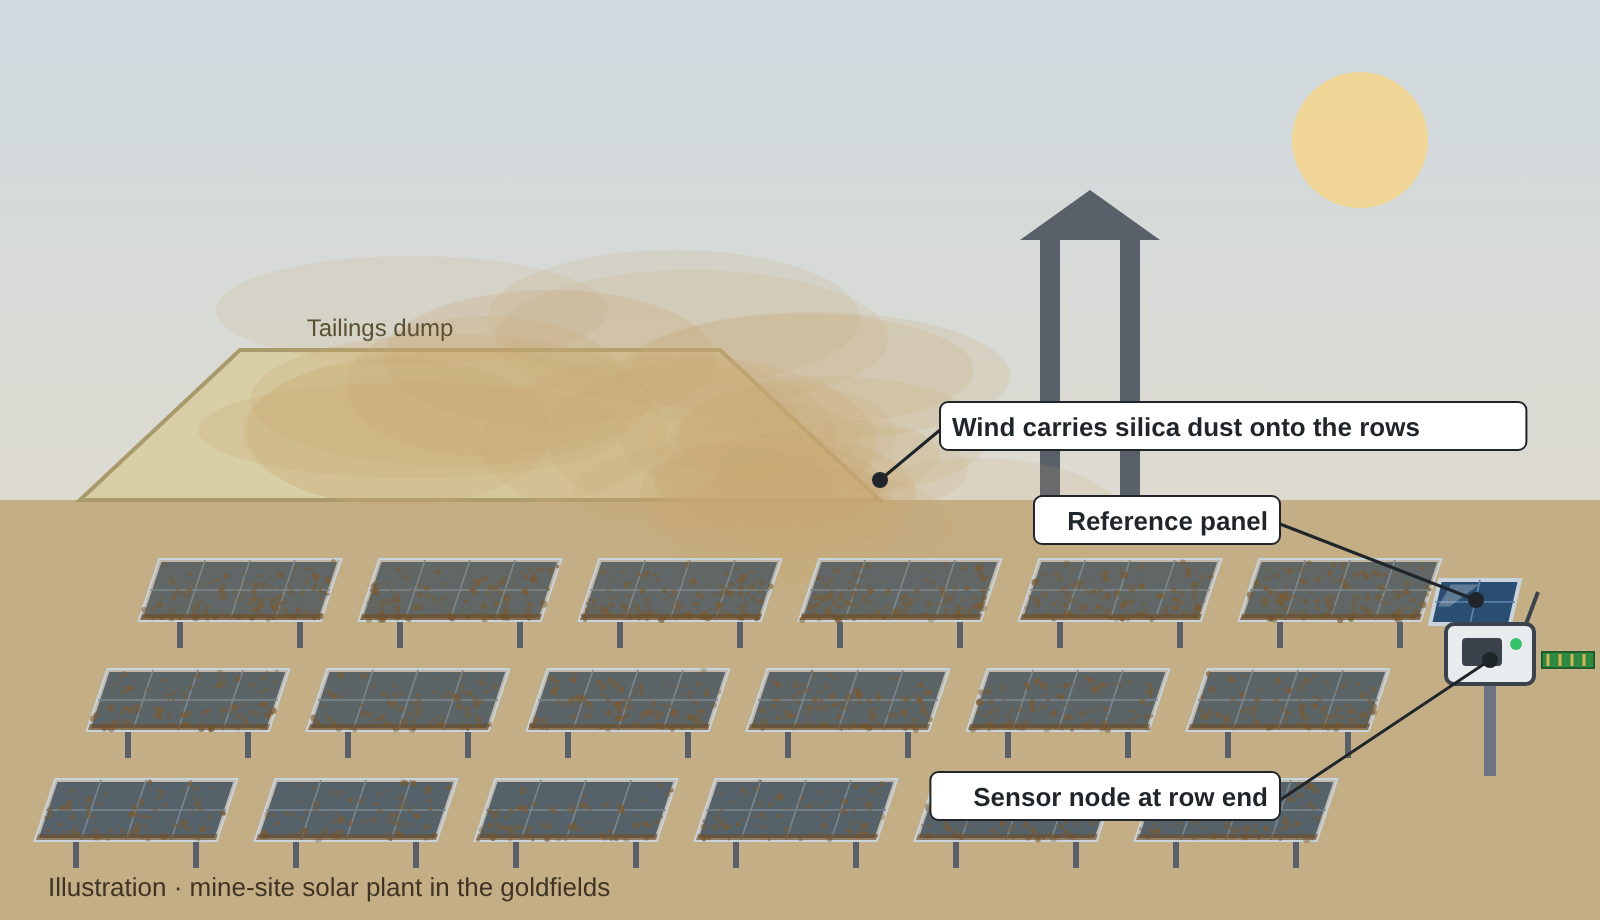 Tailings dump
Wind carries silica dust onto the rows
Reference panel
Sensor node at row end
Illustration · mine-site solar plant in the goldfields